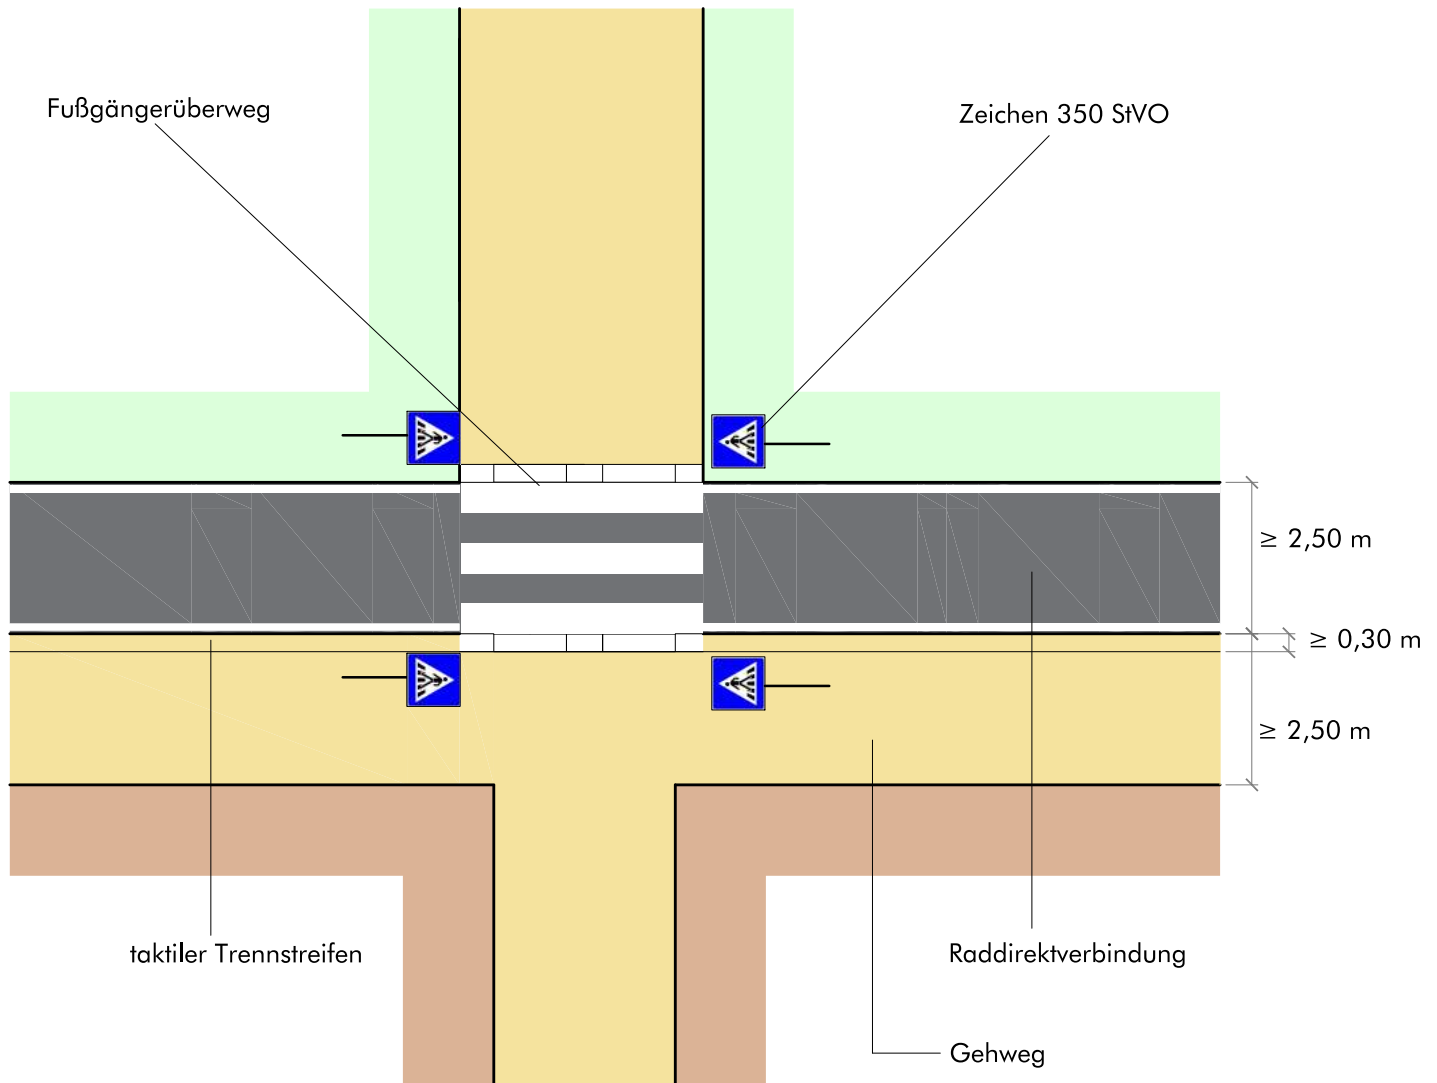 Fußgängerüberweg
Zeichen 350 StVO
≥ 2,50 m
≥ 0,30 m
≥ 2,50 m
taktiler Trennstreifen
Raddirektverbindung
Gehweg